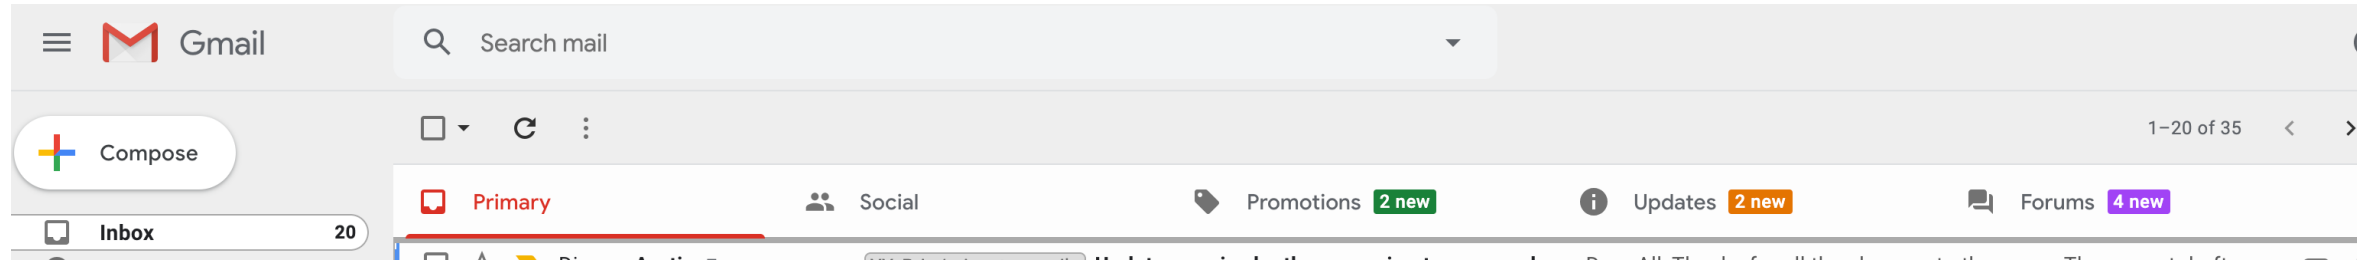 Gmail
Search mail
1–20 of 35
Compose
Primary
Social
Promotions 2 new
Updates 2 new
Forums 4 new
Inbox 20